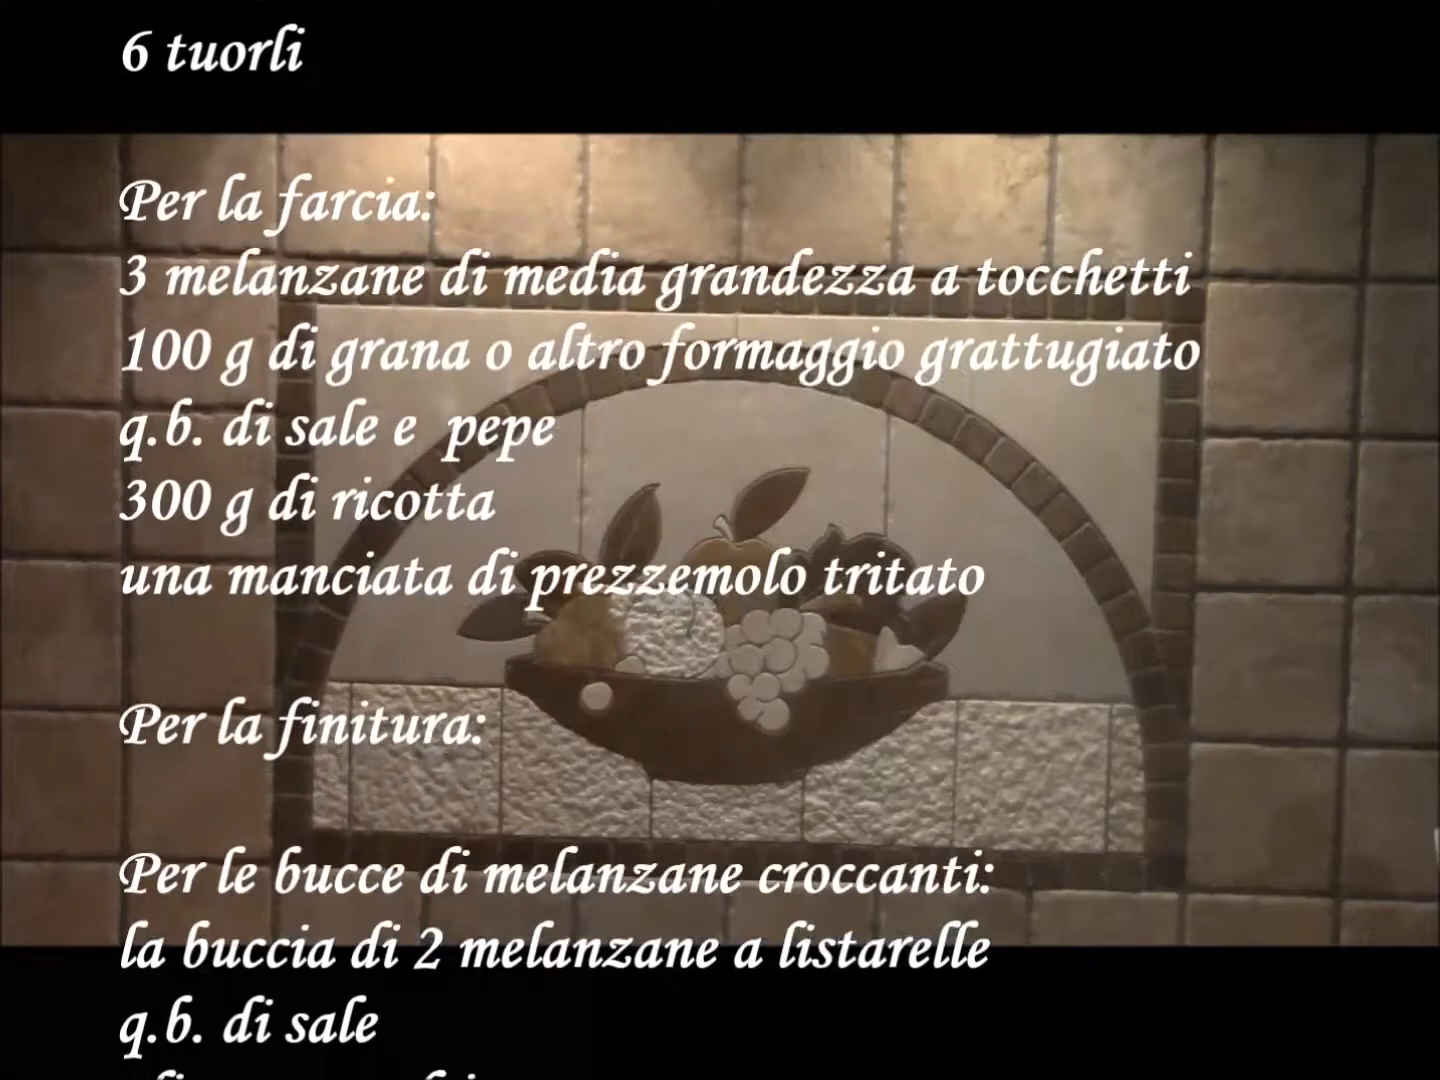 6 tuorli
Per la farcia:
3 melanzane di media grandezza a tocchetti
100 g di grana o altro formaggio grattugiato
q.b. di sale e pepe
300 g di ricotta
una manciata di prezzemolo tritato
Per la finitura:
Per le bucce di melanzane croccanti:
la buccia di 2 melanzane a listarelle
q.b. di sale